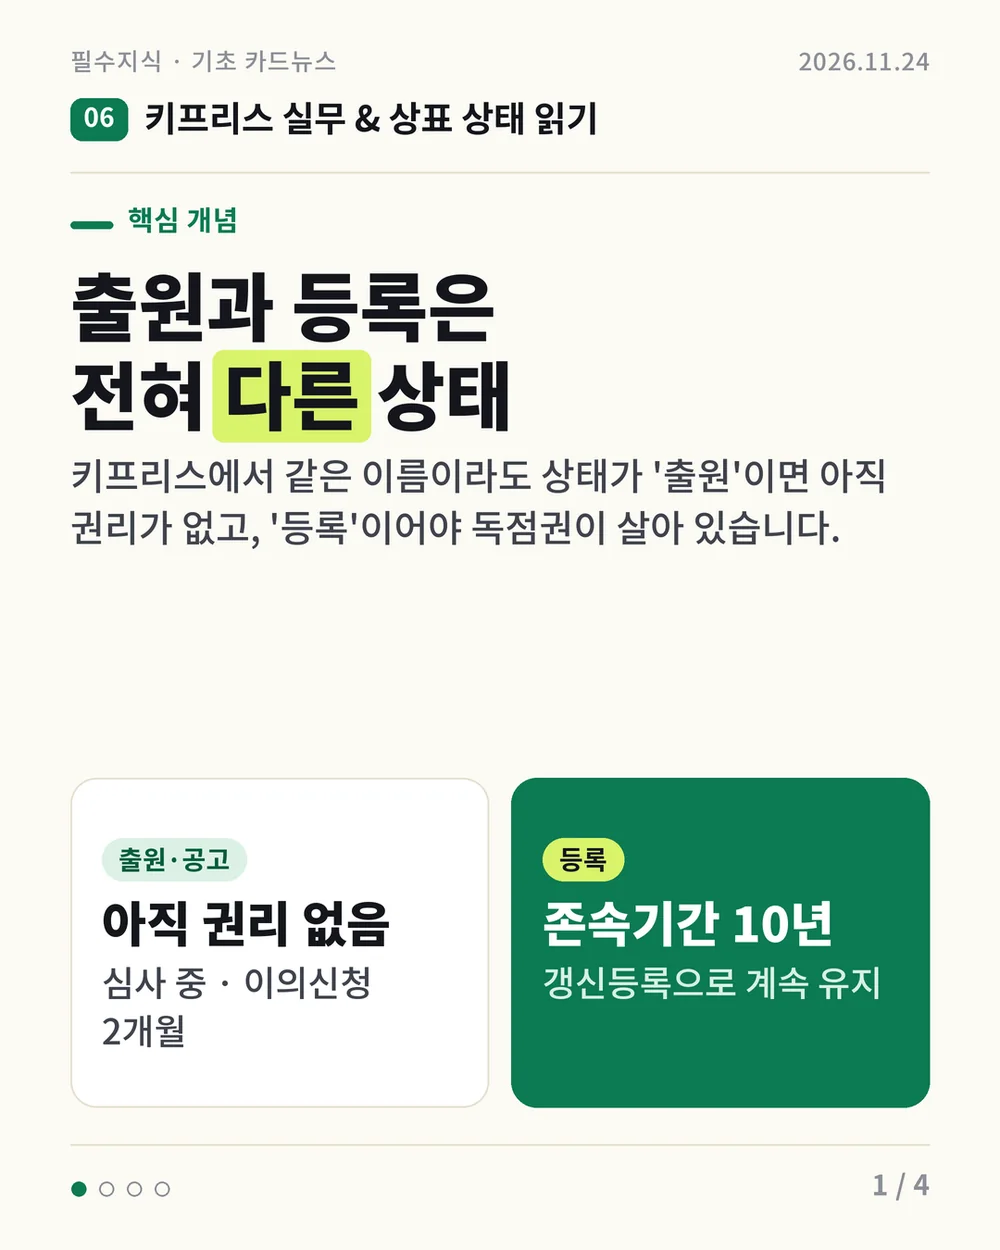 필수지식 · 기초 카드뉴스
2026.11.24
06 키프리스 실무 & 상표 상태 읽기
핵심 개념
출원과 등록은
전혀 다른 상태
키프리스에서 같은 이름이라도 상태가 '출원'이면 아직
권리가 없고, '등록'이어야 독점권이 살아 있습니다.
출원·공고
아직 권리 없음
심사 중 · 이의신청
2개월
등록
존속기간 10년
갱신등록으로 계속 유지
1 / 4